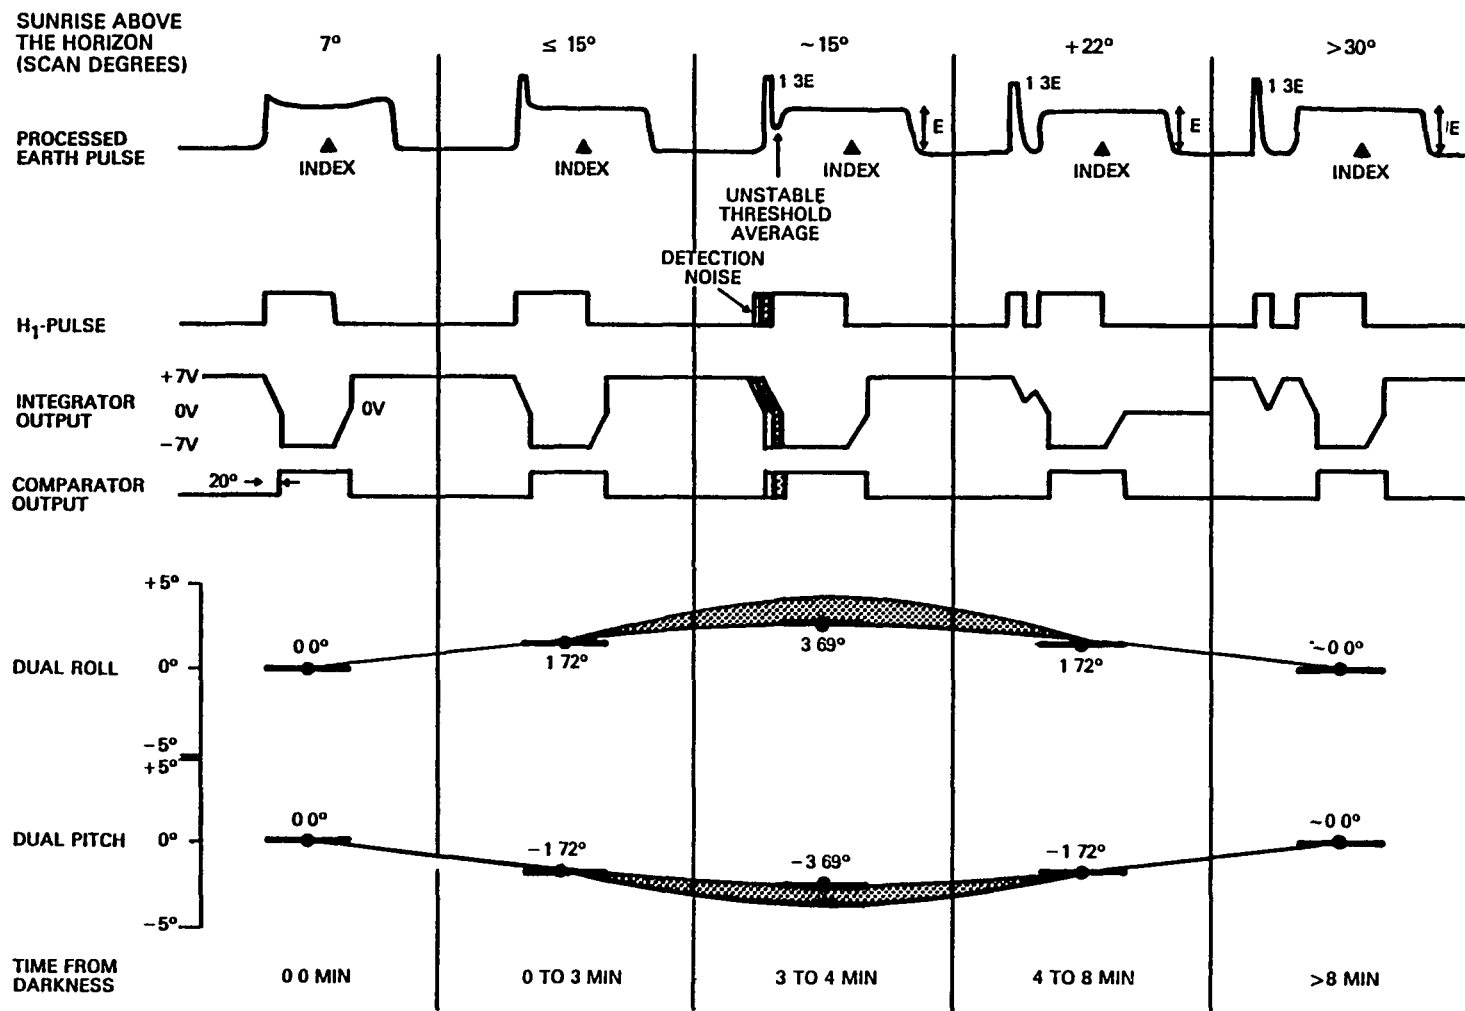 SUNRISE ABOVE
THE HORIZON
(SCAN DEGREES)
7° ≤ 15° ~15° +22° >30°
1 3E 1 3E 1 3E
PROCESSED
EARTH PULSE
E E E
INDEX INDEX INDEX INDEX INDEX
UNSTABLE
THRESHOLD
AVERAGE
DETECTION
NOISE
H1-PULSE
+7V
INTEGRATOR
OUTPUT
0V 0V
-7V
COMPARATOR
OUTPUT
20°
+5°
0 0° 1 72° 3 69° 1 72° ~0 0°
DUAL ROLL 0°
-5°
+5°
0 0° -1 72° -3 69° -1 72° ~0 0°
DUAL PITCH 0°
-5°
TIME FROM
DARKNESS
0 0 MIN 0 TO 3 MIN 3 TO 4 MIN 4 TO 8 MIN >8 MIN